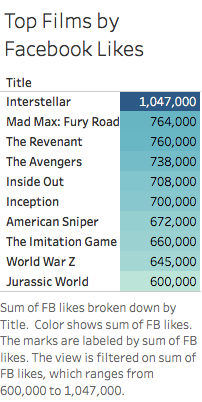 Top Films by
Facebook Likes
Title
Interstellar 1,047,000
Mad Max: Fury Road 764,000
The Revenant 760,000
The Avengers 738,000
Inside Out 708,000
Inception 700,000
American Sniper 672,000
The Imitation Game 660,000
World War Z 645,000
Jurassic World 600,000
Sum of FB likes broken down by
Title.  Color shows sum of FB likes.
The marks are labeled by sum of FB
likes. The view is filtered on sum of
FB likes, which ranges from
600,000 to 1,047,000.